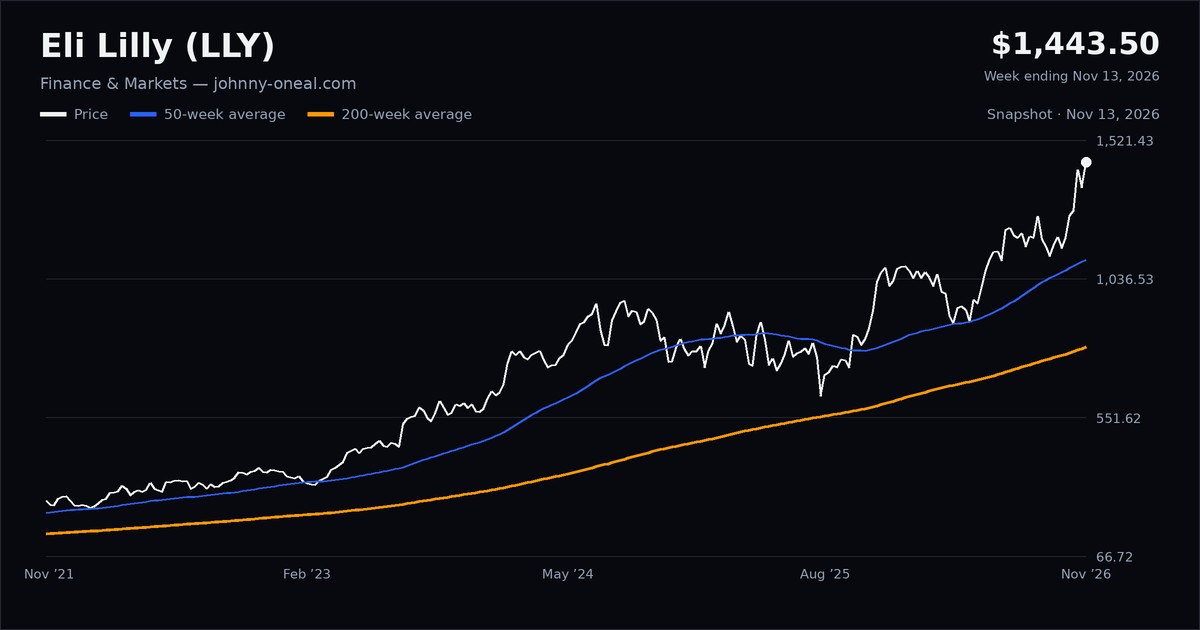 Eli Lilly (LLY)
$1,443.50
Finance & Markets — johnny-oneal.com
Week ending Nov 13, 2026
Price
50-week average
200-week average
Snapshot · Nov 13, 2026
1,521.43
1,036.53
551.62
66.72
Nov ’21
Feb ’23
May ’24
Aug ’25
Nov ’26